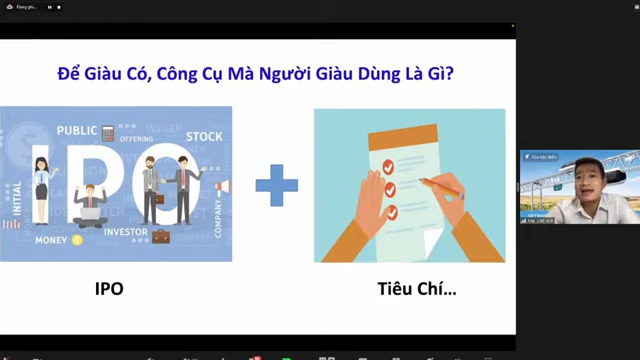 Để Giàu Có, Công Cụ Mà Người Giàu Dùng Là Gì?
PUBLIC
OFFERING
STOCK
IPO
INITIAL
COMPANY
INVESTOR
MONEY
IPO
Tiêu Chí...